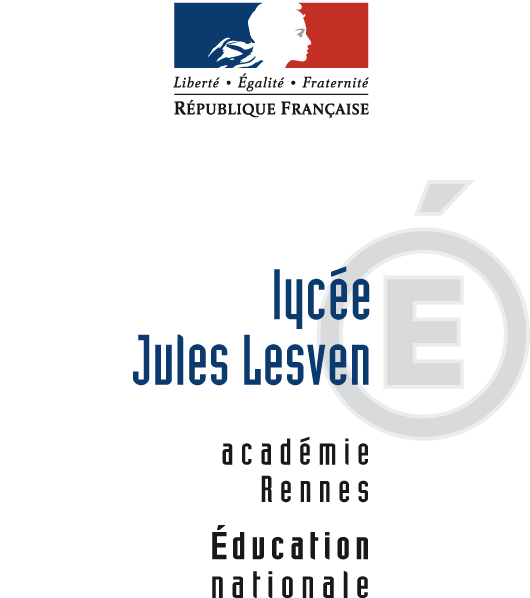 Liberté • Égalité • Fraternité
RÉPUBLIQUE FRANÇAISE
lycée
Jules Lesven
É
académie
Rennes
Éducation
nationale